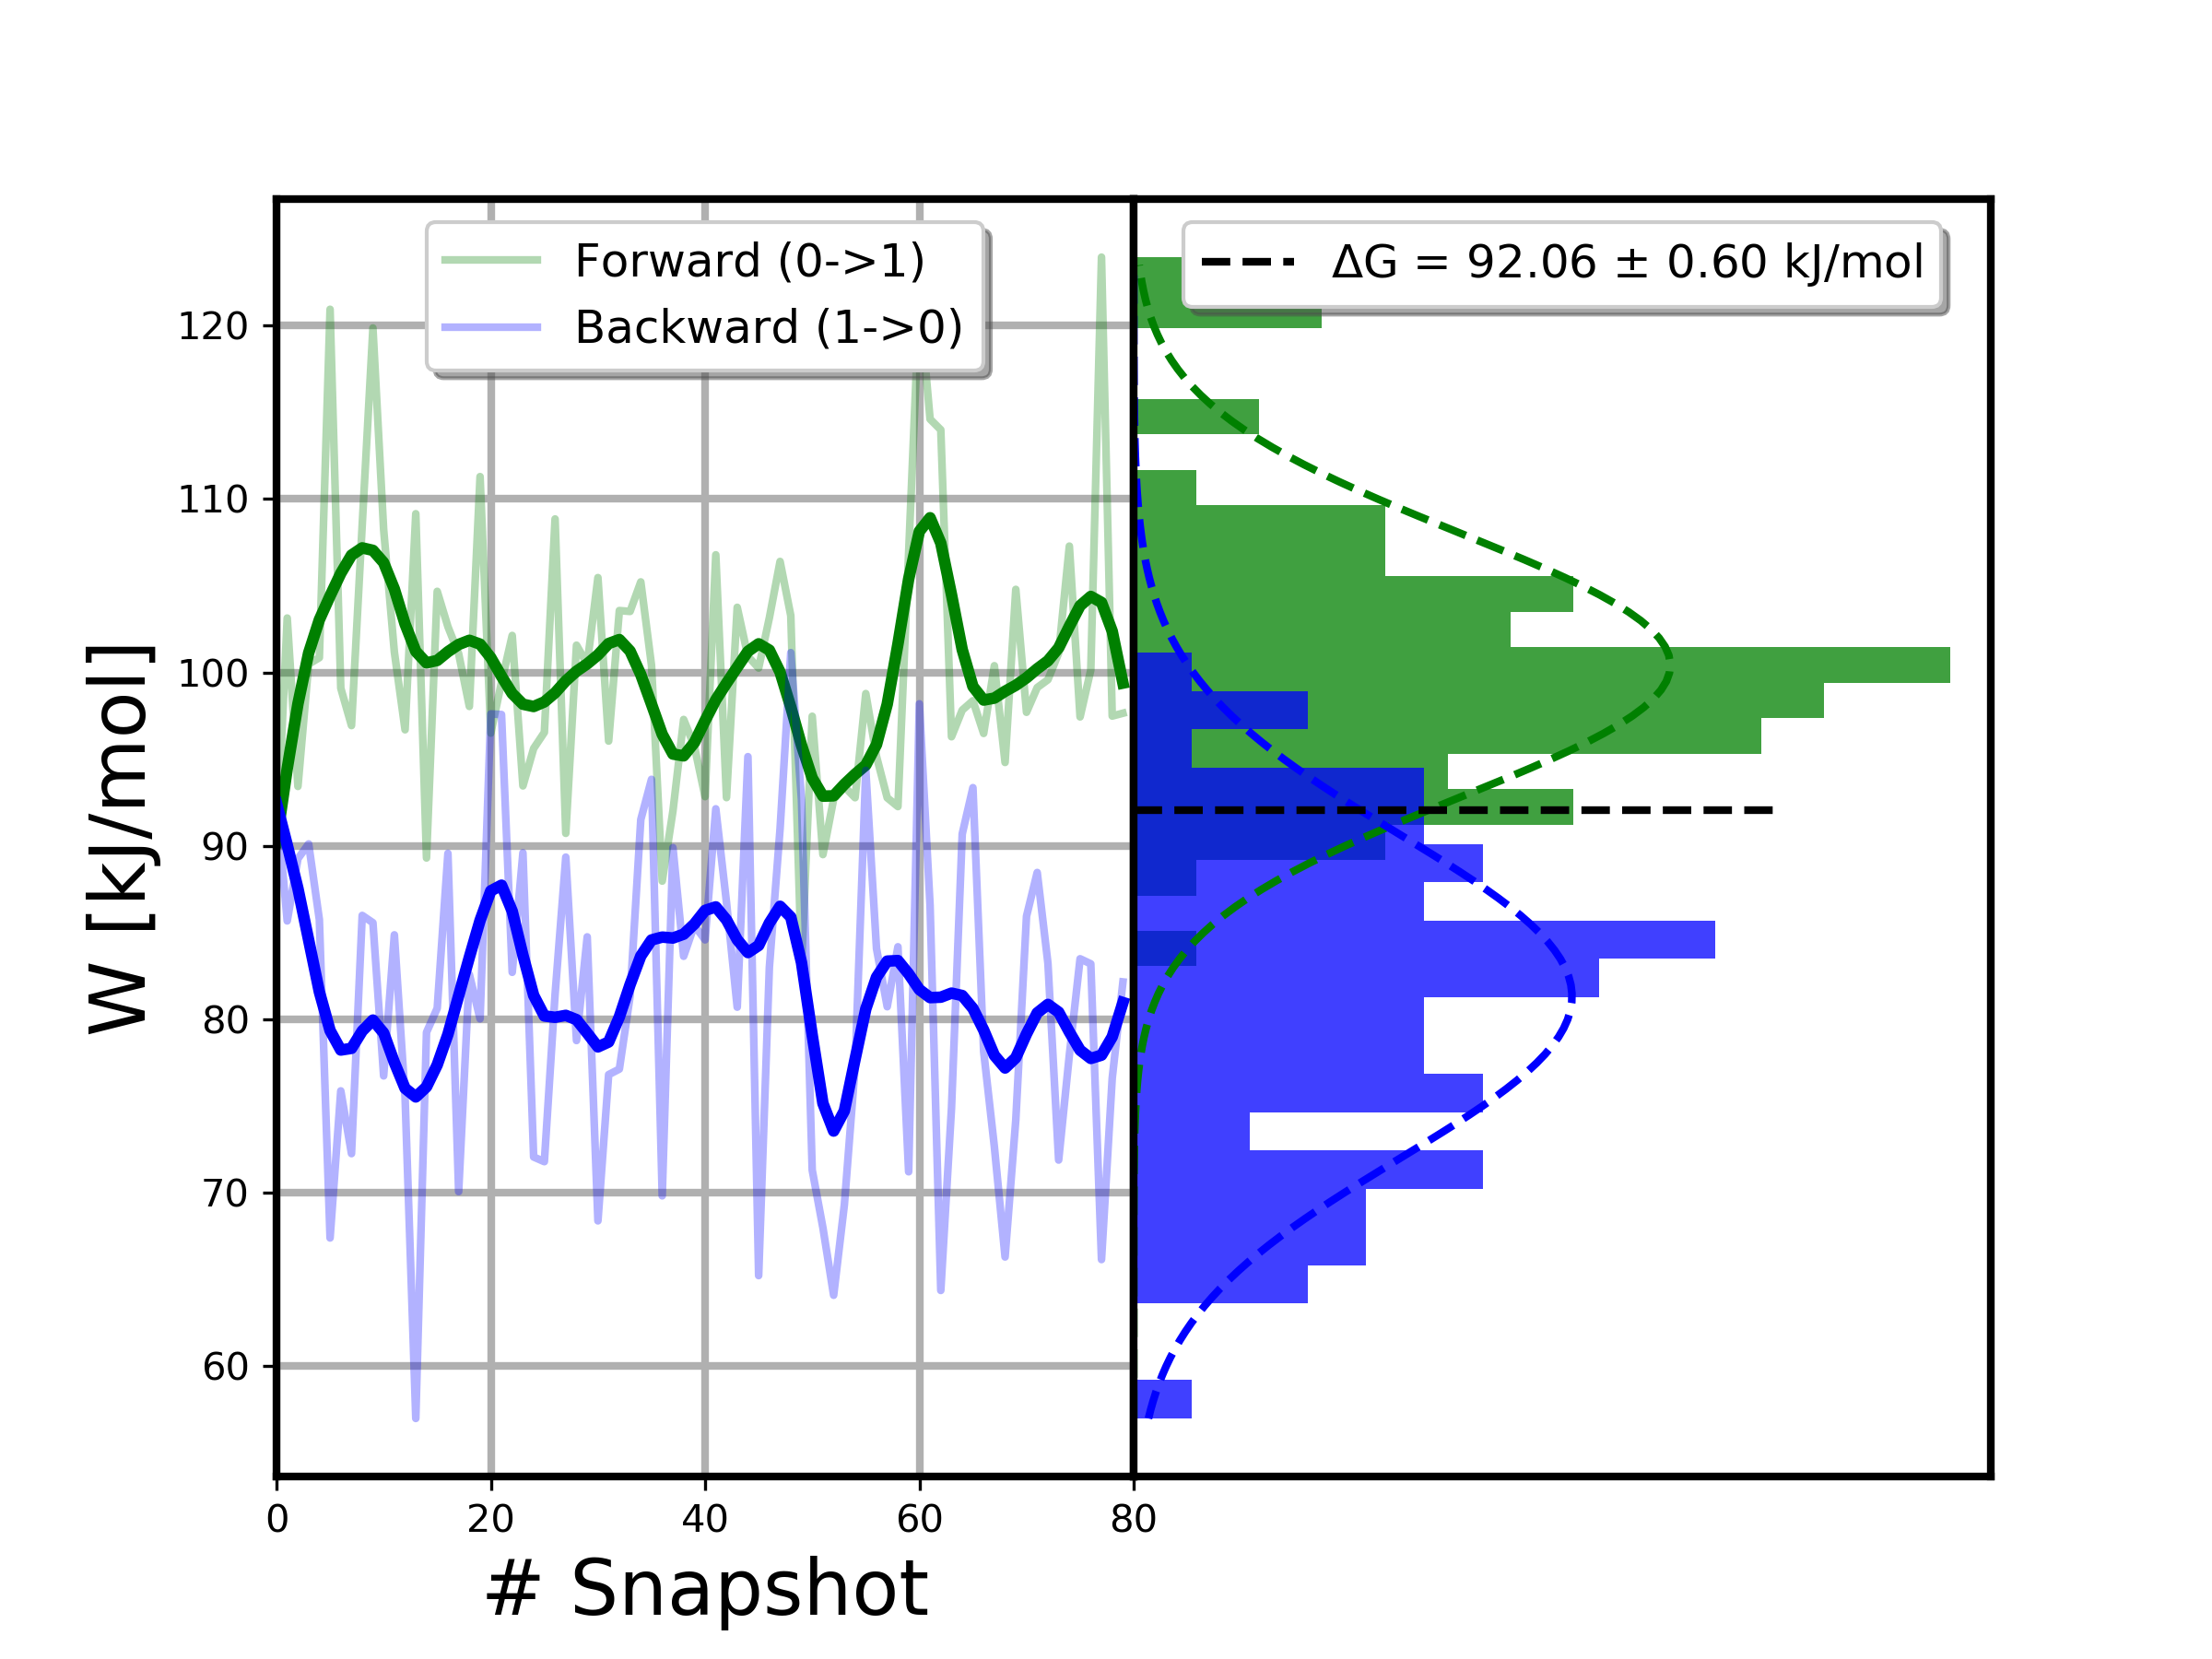 Forward (0->1)
Backward (1->0)
ΔG = 92.06 ± 0.60 kJ/mol
120
110
100
90
80
70
60
W [kJ/mol]
0 20 40 60 80
# Snapshot